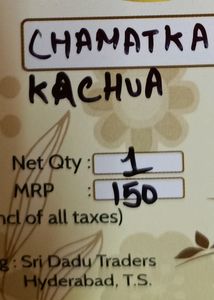 CHAMATKA
KACHUA
Net Qty : 1
MRP : 150
ncl of all taxes)
g : Sri Dadu Traders
Hyderabad, T.S.